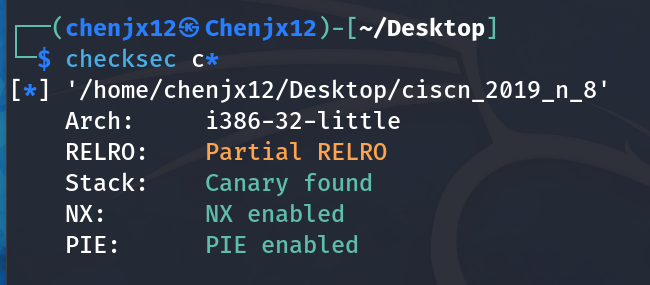 ┌──(chenjx12㉿Chenjx12)-[~/Desktop]
└─$ checksec c*
[*] '/home/chenjx12/Desktop/ciscn_2019_n_8'
    Arch:     i386-32-little
    RELRO:    Partial RELRO
    Stack:    Canary found
    NX:       NX enabled
    PIE:      PIE enabled